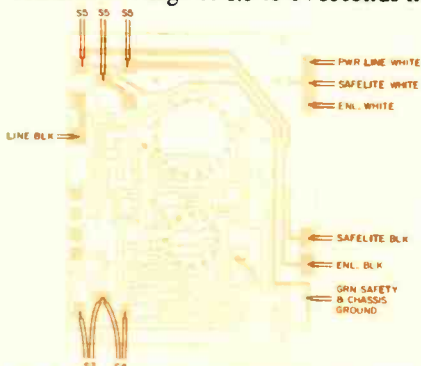 S5 S5 S5
PWR LINE WHITE
SAFELITE WHITE
ENL. WHITE
LINE BLK
SAFELITE BLK
ENL. BLK
GRN SAFETY
& CHASSIS
GROUND